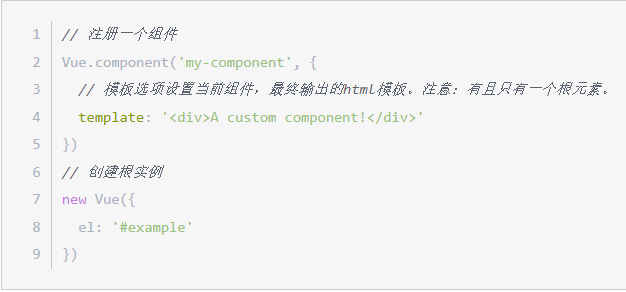 1 // 注册一个组件
2 Vue.component('my-component', {
3 // 模板选项设置当前组件，最终输出的html模板。注意：有且只有一个根元素。
4 template: '<div>A custom component!</div>'
5 })
6 // 创建根实例
7 new Vue({
8 el: '#example'
9 })